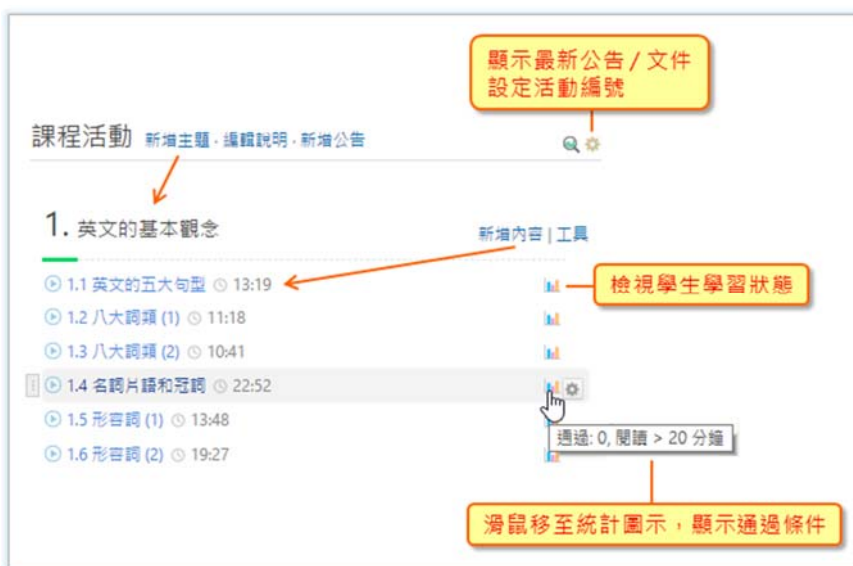 顯示最新公告 / 文件
設定活動編號
課程活動 新增主題 · 編輯說明 · 新增公告
1. 英文的基本觀念
新增內容 | 工具
1.1 英文的五大句型 13:19
檢視學生學習狀態
1.2 八大詞類 (1) 11:18
1.3 八大詞類 (2) 10:41
1.4 名詞片語和冠詞 22:52
1.5 形容詞 (1) 13:48
通過: 0, 閱讀 > 20 分鐘
1.6 形容詞 (2) 19:27
滑鼠移至統計圖示，顯示通過條件